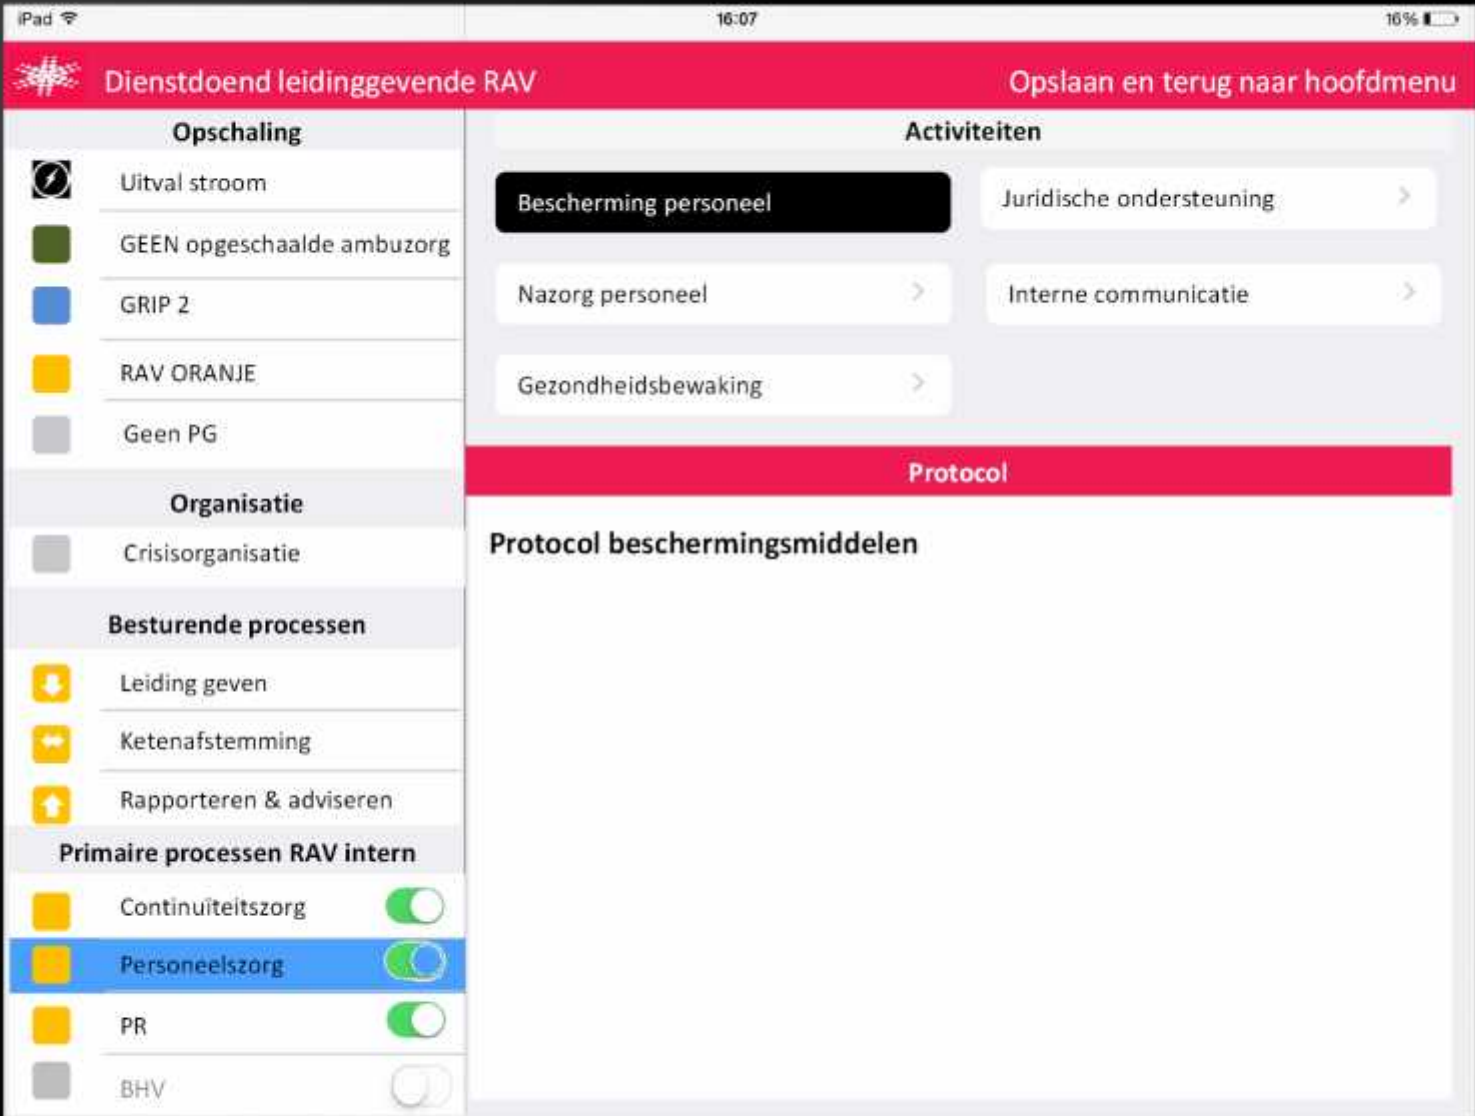 iPad
16:07
16%
Dienstdoend leidinggevende RAV
Opslaan en terug naar hoofdmenu
Opschaling
Uitval stroom
GEEN opgeschaalde ambuzorg
GRIP 2
RAV ORANJE
Geen PG
Organisatie
Crisisorganisatie
Besturende processen
Leiding geven
Ketenafstemming
Rapporteren & adviseren
Primaire processen RAV intern
Continuïteitszorg
Personeelszorg
PR
BHV
Activiteiten
Bescherming personeel
Juridische ondersteuning
Nazorg personeel
Interne communicatie
Gezondheidsbewaking
Protocol
Protocol beschermingsmiddelen